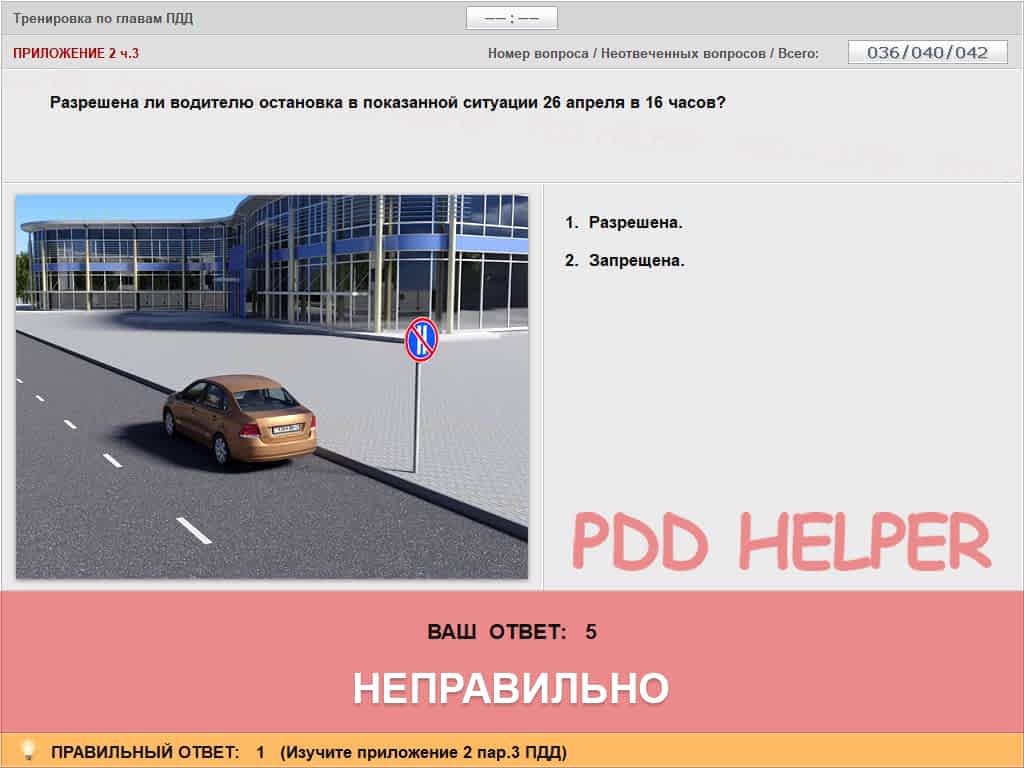 Тренировка по главам ПДД
—— : ——
ПРИЛОЖЕНИЕ 2 ч.3
Номер вопроса / Неотвеченных вопросов / Всего:
036/040/042
Разрешена ли водителю остановка в показанной ситуации 26 апреля в 16 часов?
1. Разрешена.
2. Запрещена.
PDD HELPER
ВАШ ОТВЕТ: 5
НЕПРАВИЛЬНО
ПРАВИЛЬНЫЙ ОТВЕТ: 1 (Изучите приложение 2 пар.3 ПДД)